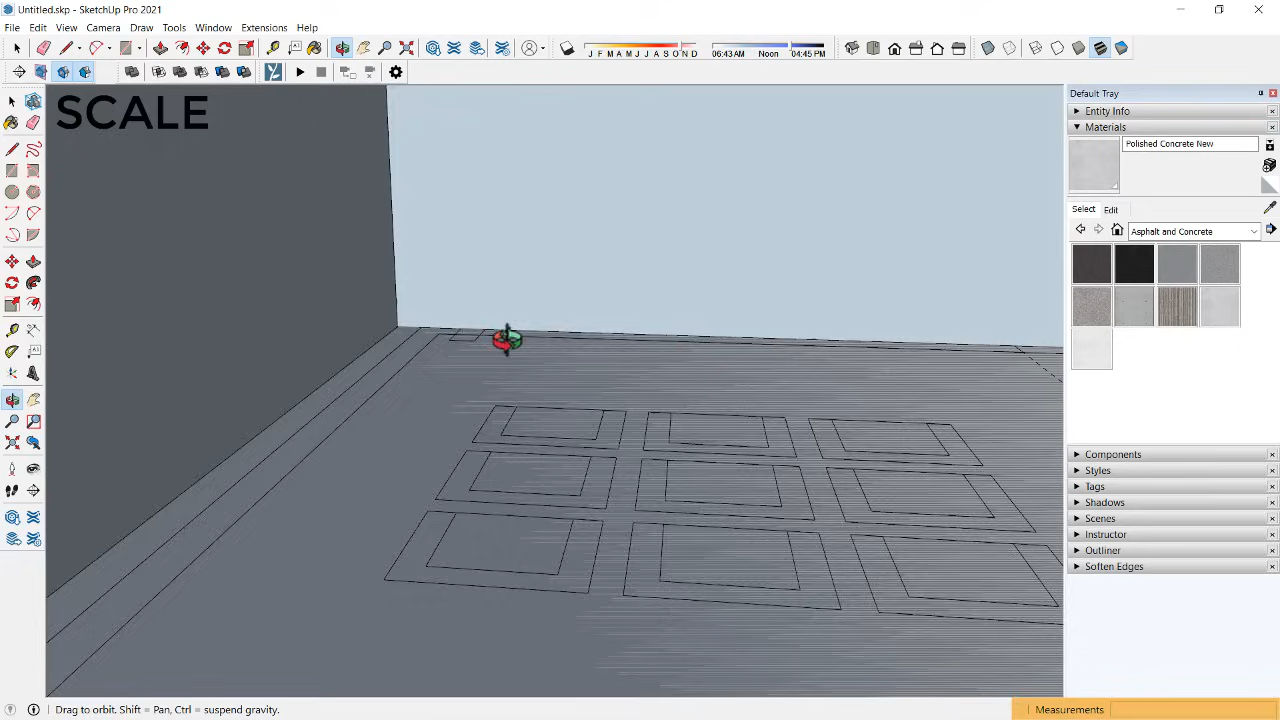 Untitled.skp - SketchUp Pro 2021
File Edit View Camera Draw Tools Window Extensions Help
J F M A M J J A S O N D
06:43 AM Noon 04:45 PM
SCALE
Default Tray
Entity Info
Materials
Polished Concrete New
Select Edit
Asphalt and Concrete
Components
Styles
Tags
Shadows
Scenes
Instructor
Outliner
Soften Edges
Drag to orbit. Shift = Pan, Ctrl = suspend gravity.
Measurements